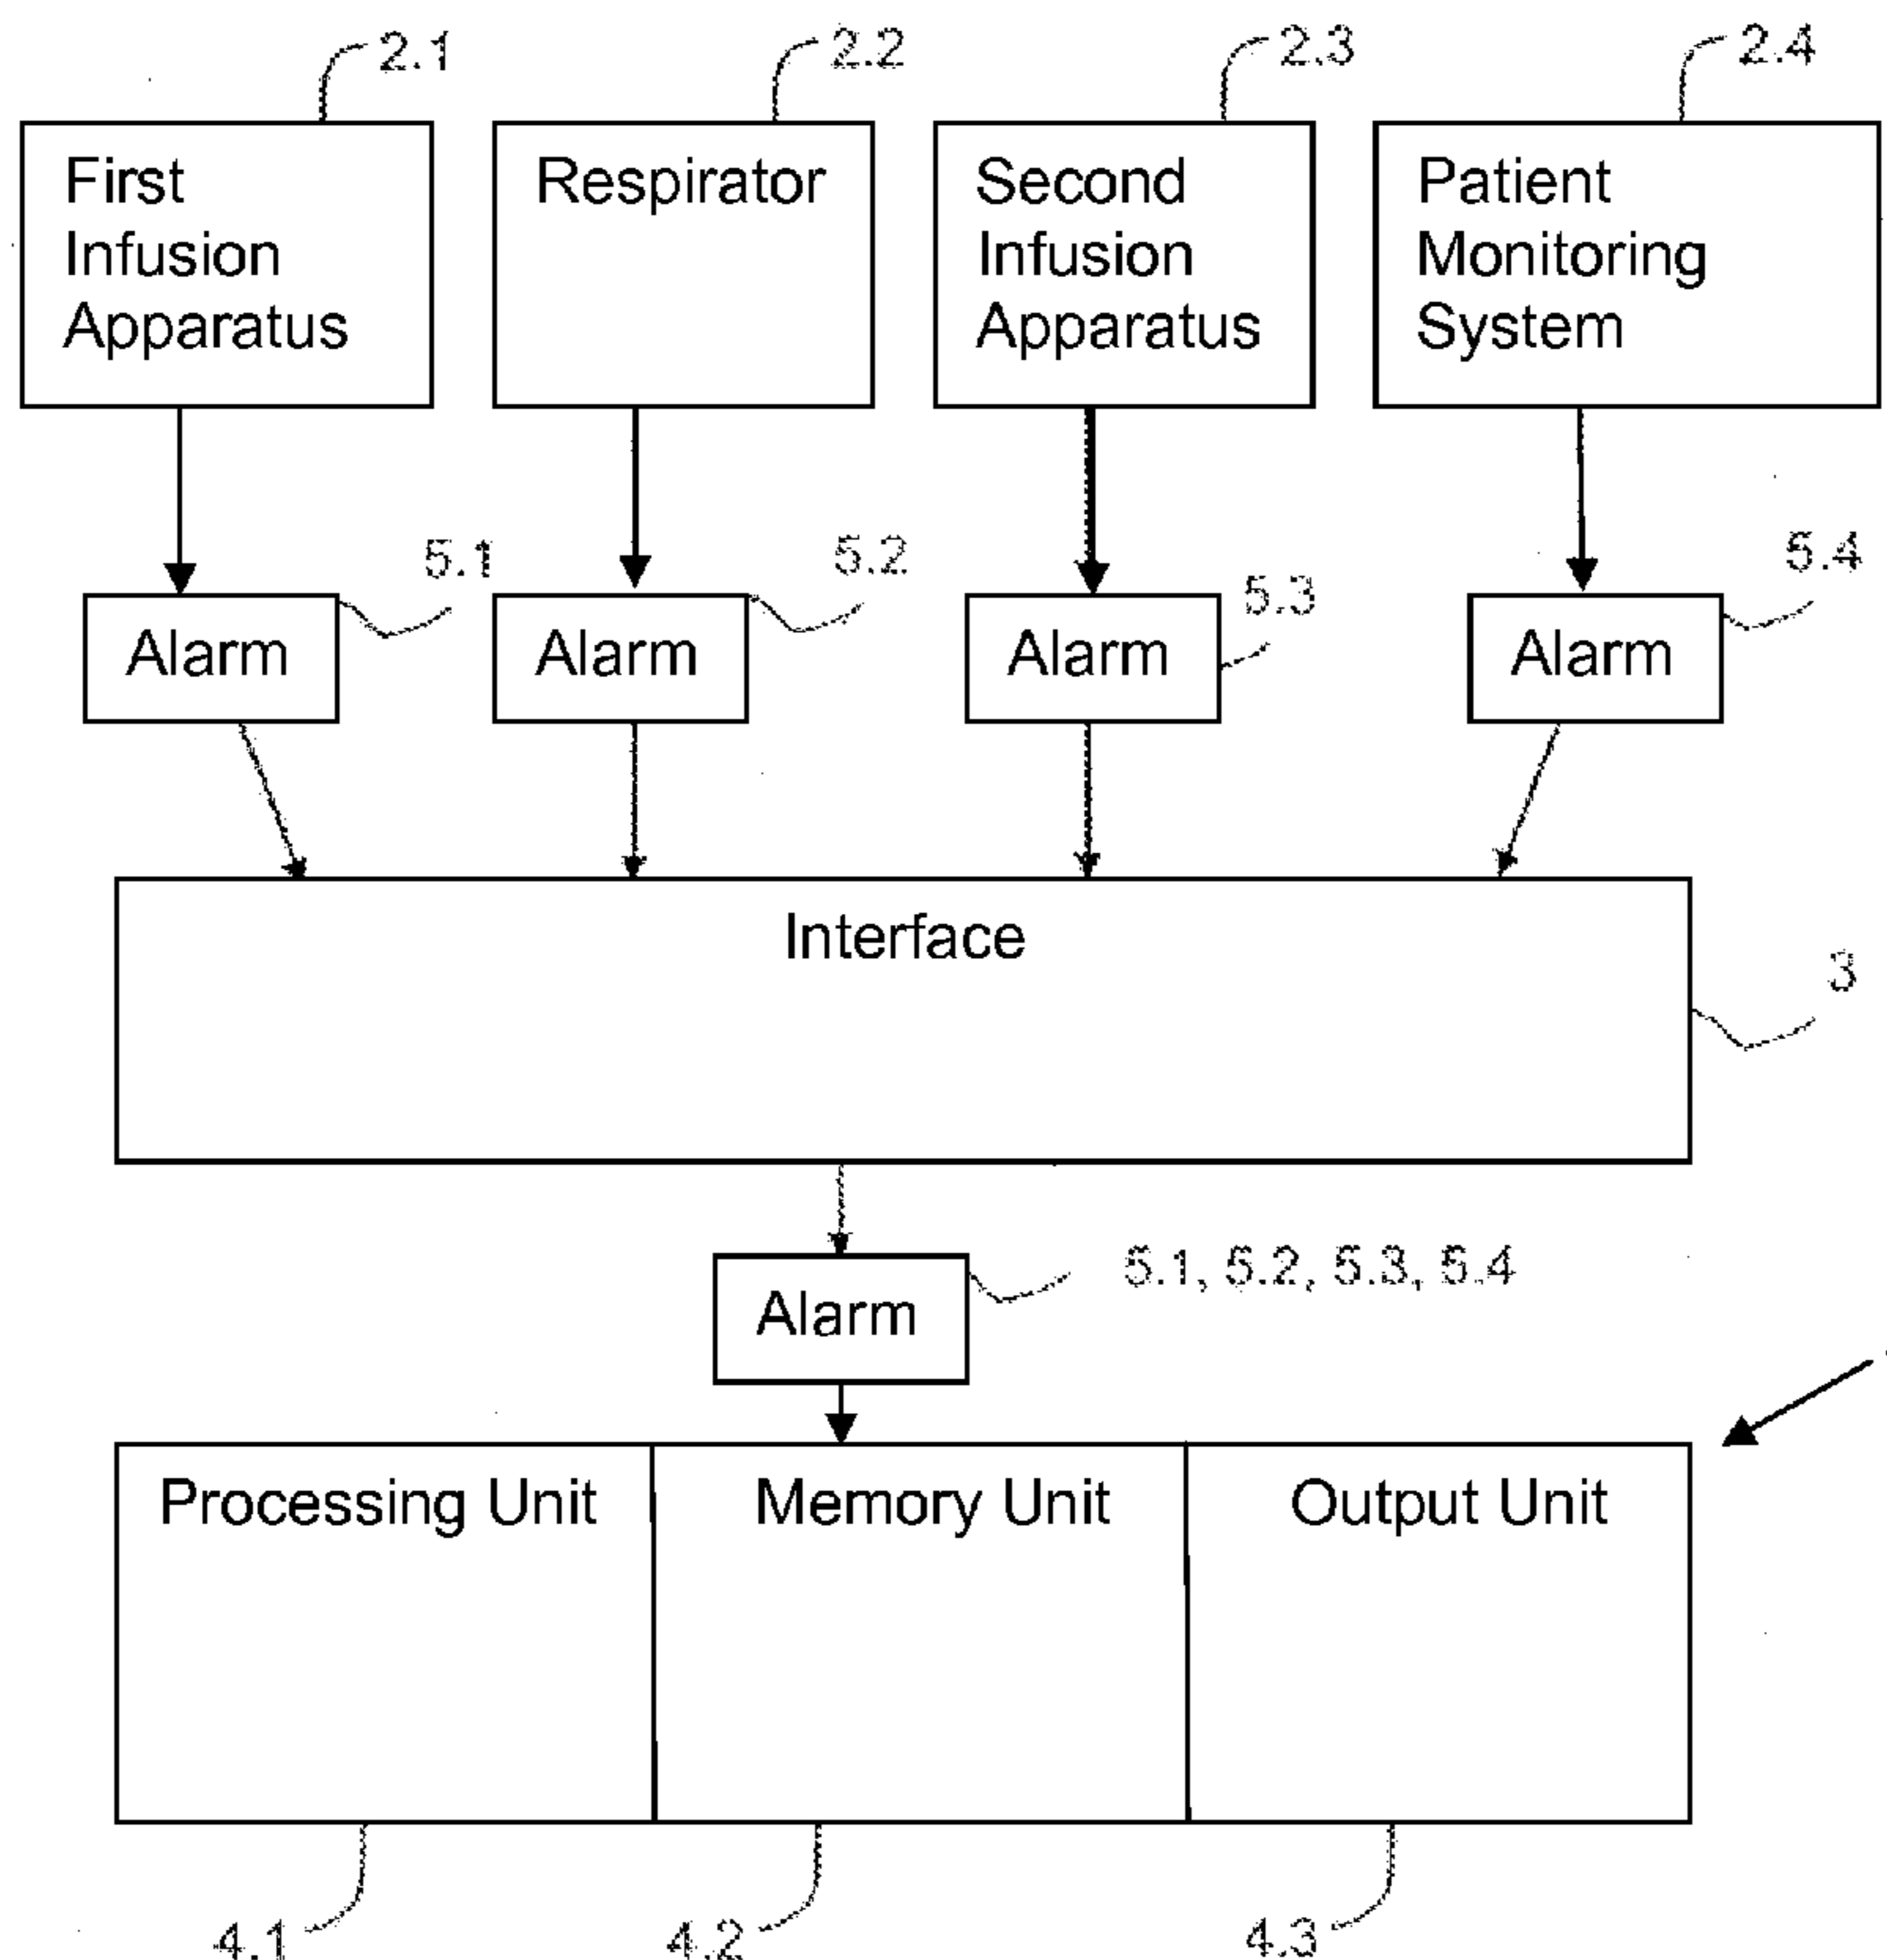 2.1
2.2
2.3
2.4
First
Infusion
Apparatus
Respirator
Second
Infusion
Apparatus
Patient
Monitoring
System
5.1
5.2
5.3
5.4
Alarm
Alarm
Alarm
Alarm
Interface
3
Alarm
5.1, 5.2, 5.3, 5.4
Processing Unit
Memory Unit
Output Unit
4.1
4.2
4.3